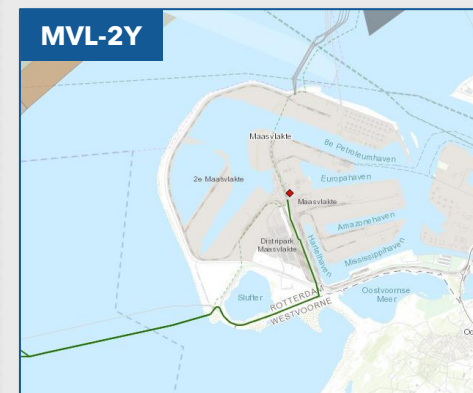 MVL-2Y
Maasvlakte
8e Petroleumhaven
Europahaven
2e Maasvlakte
Maasvlakte
Amazonehaven
Hartelhaven
Distripark
Maasvlakte
Mississippihaven
Slufter
ROTTERDAM
WESTVOORNE
Oostvoornse
Meer